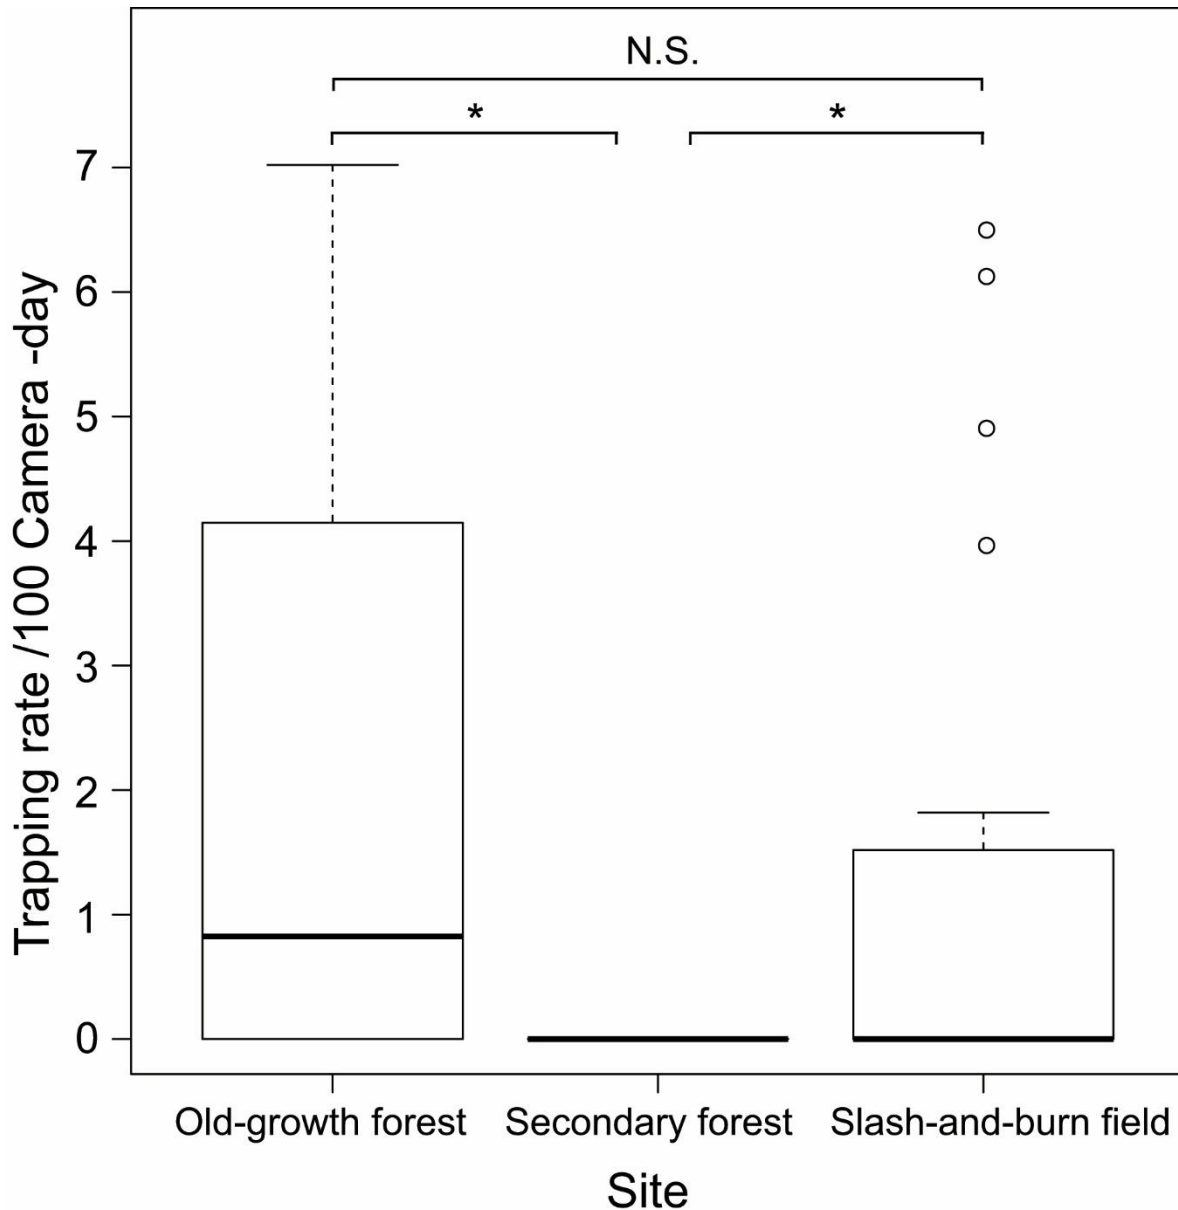 N.S.
* *
7
6
5
4
3
2
1
0
Trapping rate /100 Camera -day
Old-growth forest Secondary forest Slash-and-burn field
Site